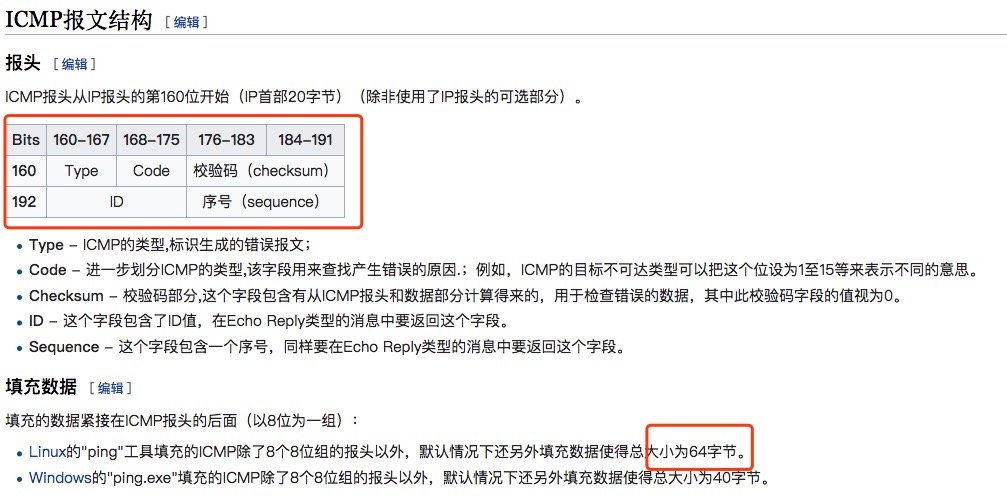 ICMP报文结构 [编辑]
报头 [编辑]
ICMP报头从IP报头的第160位开始（IP首部20字节）（除非使用了IP报头的可选部分）。
Bits 160–167 168–175 176–183 184–191
160 Type Code 校验码（checksum）
192 ID 序号（sequence）
Type – ICMP的类型,标识生成的错误报文；
Code – 进一步划分ICMP的类型,该字段用来查找产生错误的原因.；例如，ICMP的目标不可达类型可以把这个位设为1至15等来表示不同的意思。
Checksum – 校验码部分,这个字段包含有从ICMP报头和数据部分计算得来的，用于检查错误的数据，其中此校验码字段的值视为0。
ID – 这个字段包含了ID值，在Echo Reply类型的消息中要返回这个字段。
Sequence – 这个字段包含一个序号，同样要在Echo Reply类型的消息中要返回这个字段。
填充数据 [编辑]
填充的数据紧接在ICMP报头的后面（以8位为一组）：
Linux的"ping"工具填充的ICMP除了8个8位组的报头以外，默认情况下还另外填充数据使得总大小为64字节。
Windows的"ping.exe"填充的ICMP除了8个8位组的报头以外，默认情况下还另外填充数据使得总大小为40字节。